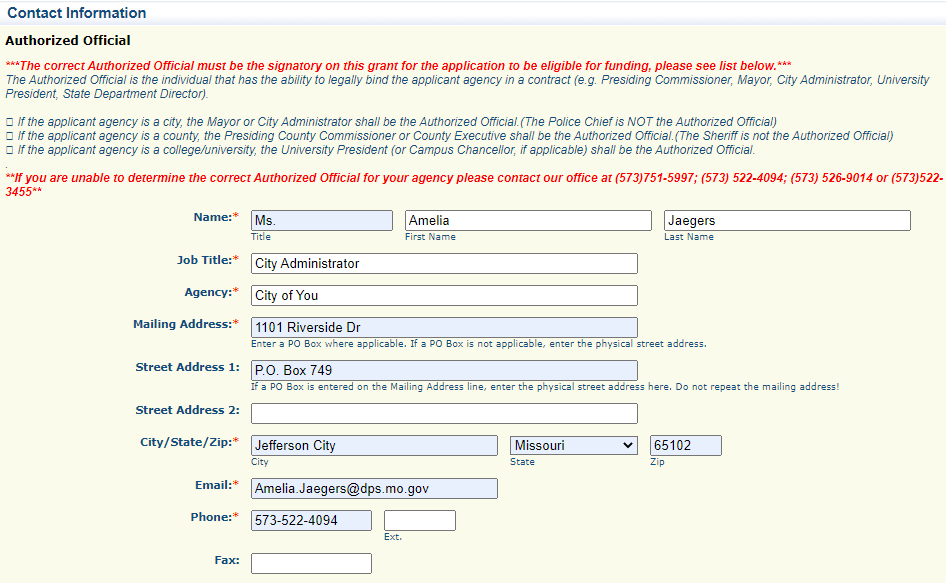 Contact Information
Authorized Official
***The correct Authorized Official must be the signatory on this grant for the application to be eligible for funding, please see list below.***
The Authorized Official is the individual that has the ability to legally bind the applicant agency in a contract (e.g. Presiding Commissioner, Mayor, City Administrator, University
President, State Department Director).
□ If the applicant agency is a city, the Mayor or City Administrator shall be the Authorized Official.(The Police Chief is NOT the Authorized Official)
□ If the applicant agency is a county, the Presiding County Commissioner or County Executive shall be the Authorized Official.(The Sheriff is not the Authorized Official)
□ If the applicant agency is a college/university, the University President (or Campus Chancellor, if applicable) shall be the Authorized Official.
.
**If you are unable to determine the correct Authorized Official for your agency please contact our office at (573)751-5997; (573) 522-4094; (573) 526-9014 or (573)522-
3455**
Name:* Ms. Amelia Jaegers
Title First Name Last Name
Job Title:* City Administrator
Agency:* City of You
Mailing Address:* 1101 Riverside Dr
Enter a PO Box where applicable. If a PO Box is not applicable, enter the physical street address.
Street Address 1: P.O. Box 749
If a PO Box is entered on the Mailing Address line, enter the physical street address here. Do not repeat the mailing address!
Street Address 2:
City/State/Zip:* Jefferson City Missouri 65102
City State Zip
Email:* Amelia.Jaegers@dps.mo.gov
Phone:* 573-522-4094
Ext.
Fax: